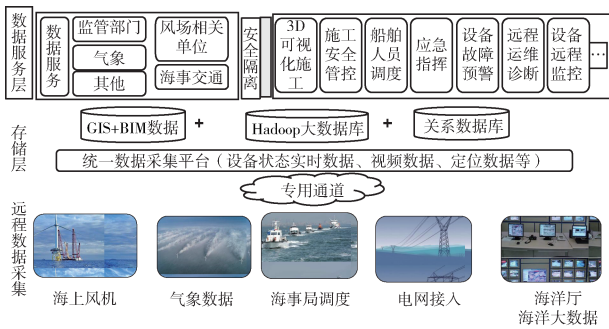 数据服务层
数据服务
监管部门
气象
其他
风场相关
单位
海事交通
安全隔离
3D
可视
化施
工
施工
安全
管控
船舶
人员
调度
应急
指挥
设备
故障
预警
远程
运维
诊断
设备
远程
监控
…
存储层
GIS+BIM数据
+
Hadoop大数据库
+
关系数据库
统一数据采集平台（设备状态实时数据、视频数据、定位数据等）
专用通道
远程数据采集
海上风机
气象数据
海事局调度
电网接入
海洋厅
海洋大数据